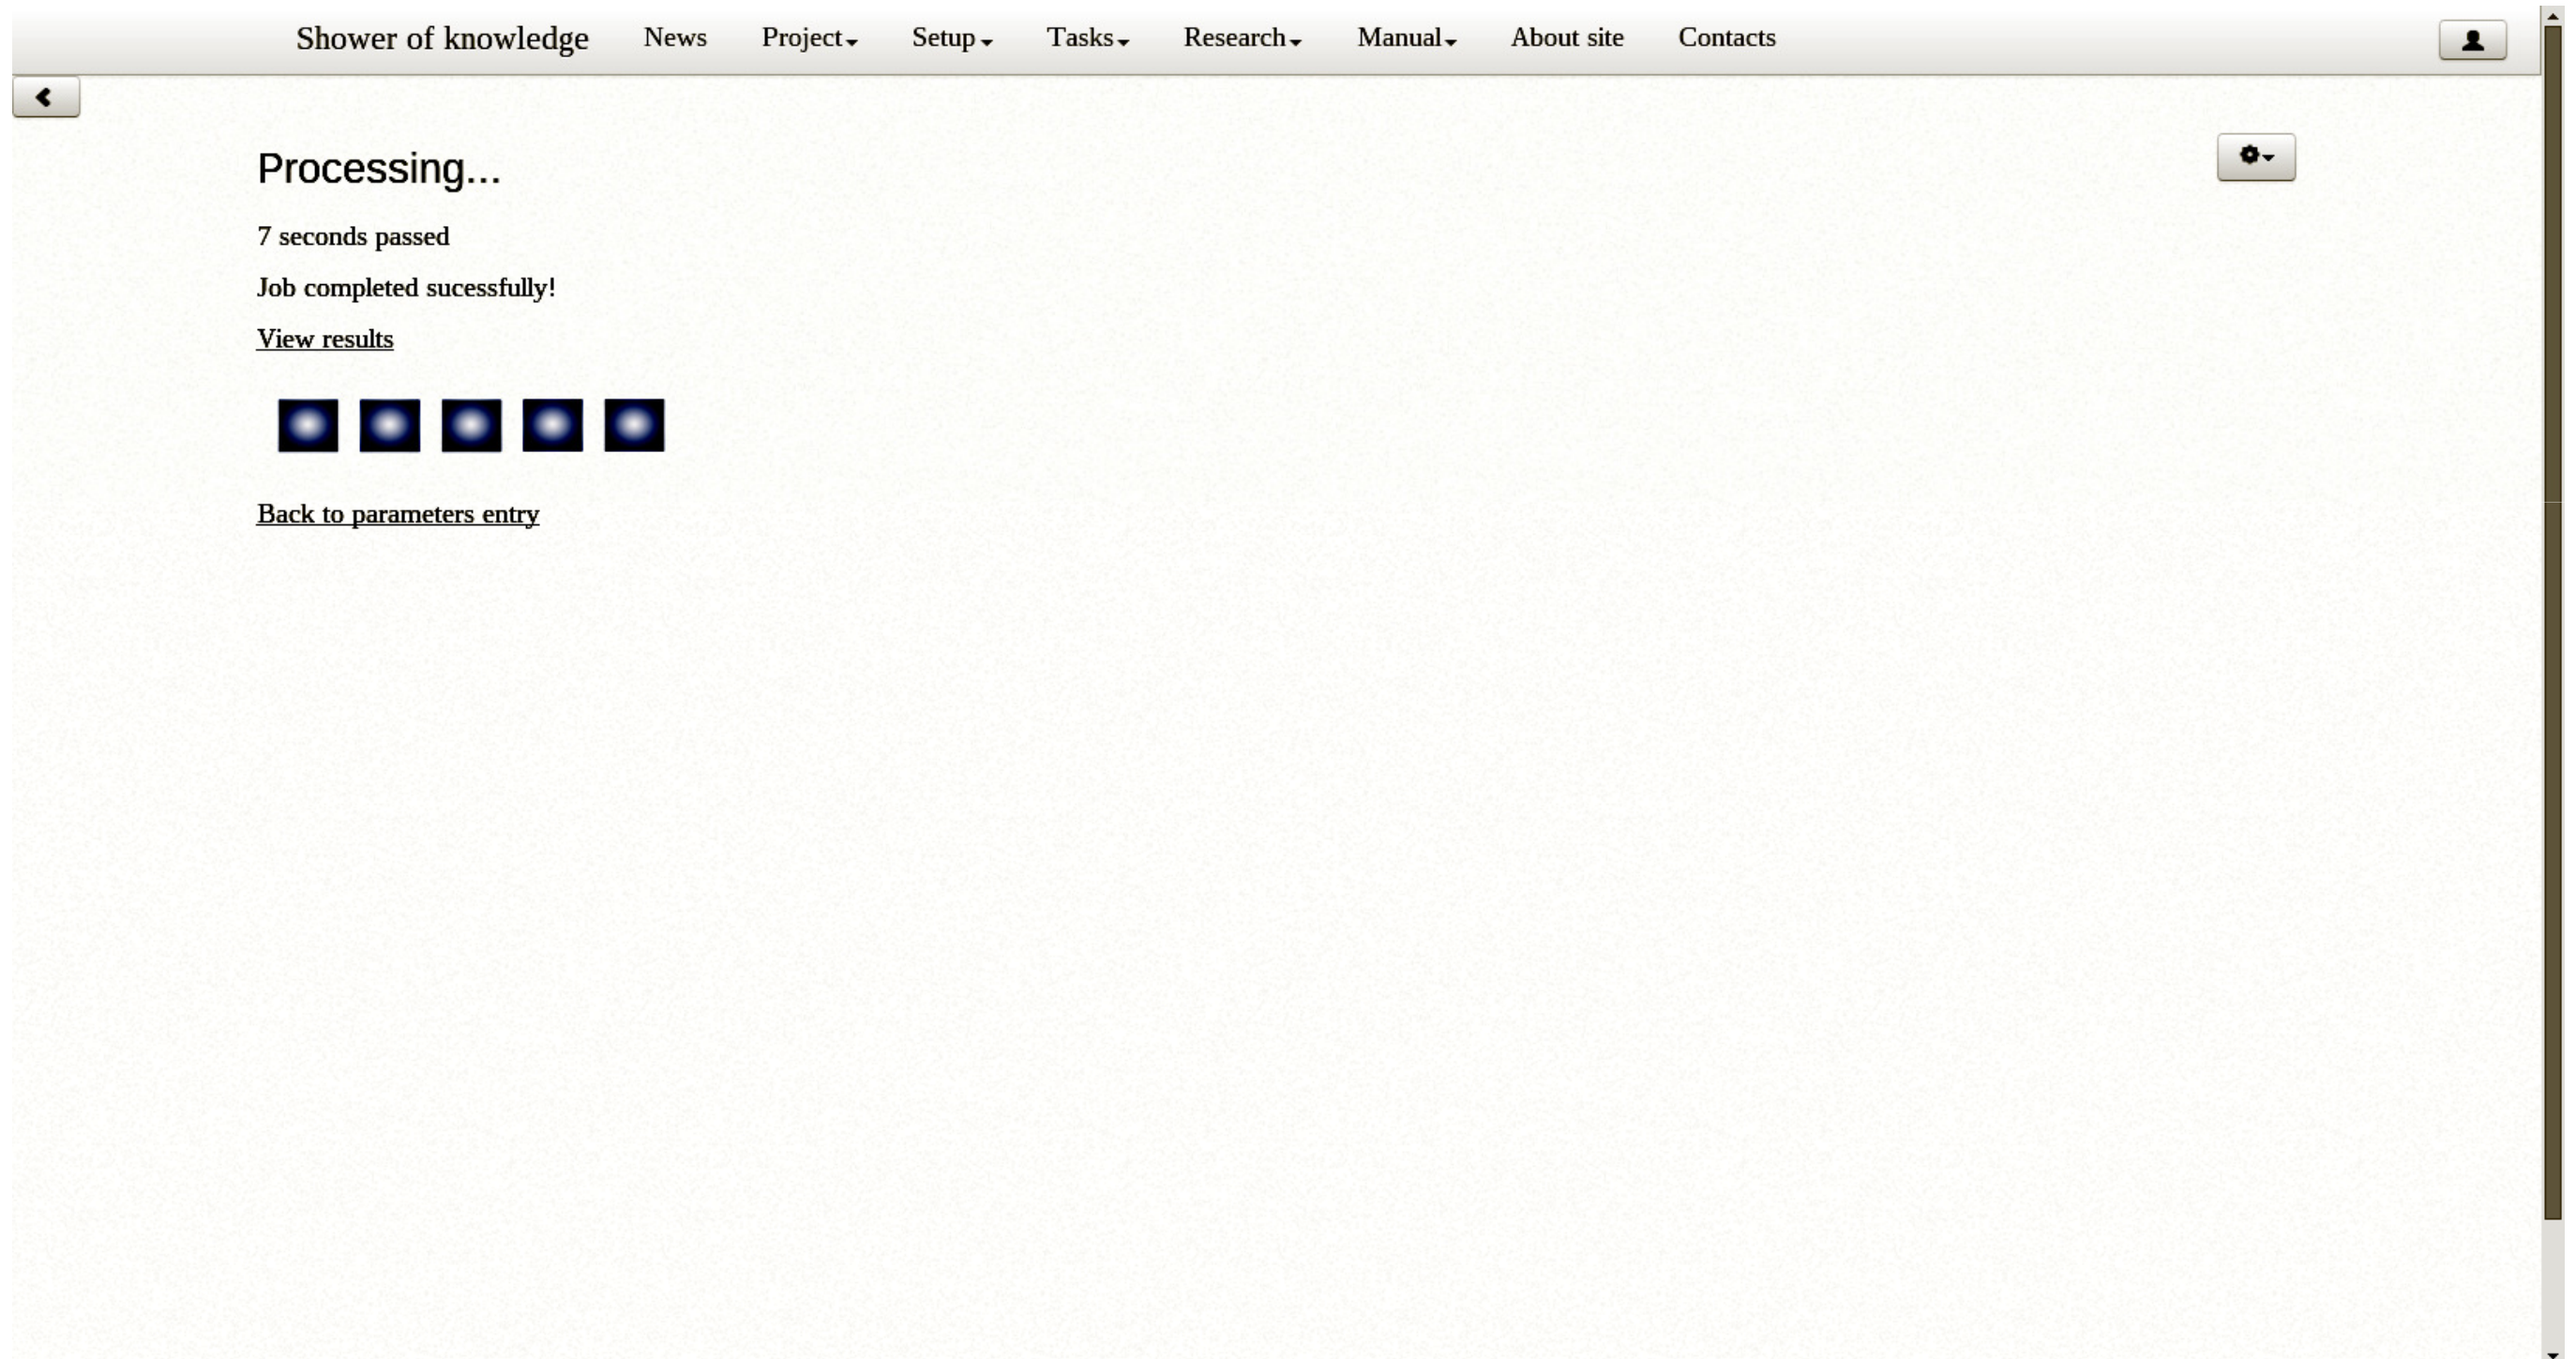 Shower of knowledge News Project Setup Tasks Research Manual About site Contacts
Processing...
7 seconds passed
Job completed sucessfully!
View results
Back to parameters entry